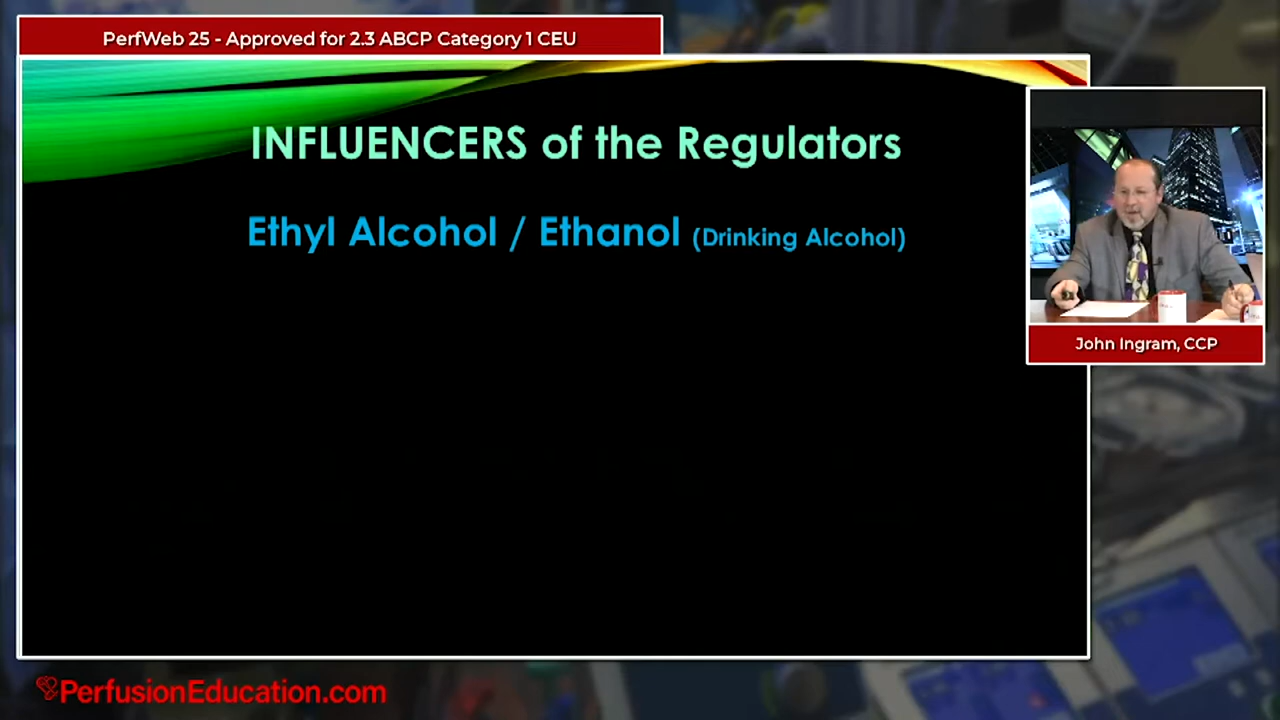 PerfWeb 25 - Approved for 2.3 ABCP Category 1 CEU
INFLUENCERS of the Regulators
Ethyl Alcohol / Ethanol (Drinking Alcohol)
John Ingram, CCP
PerfusionEducation.com